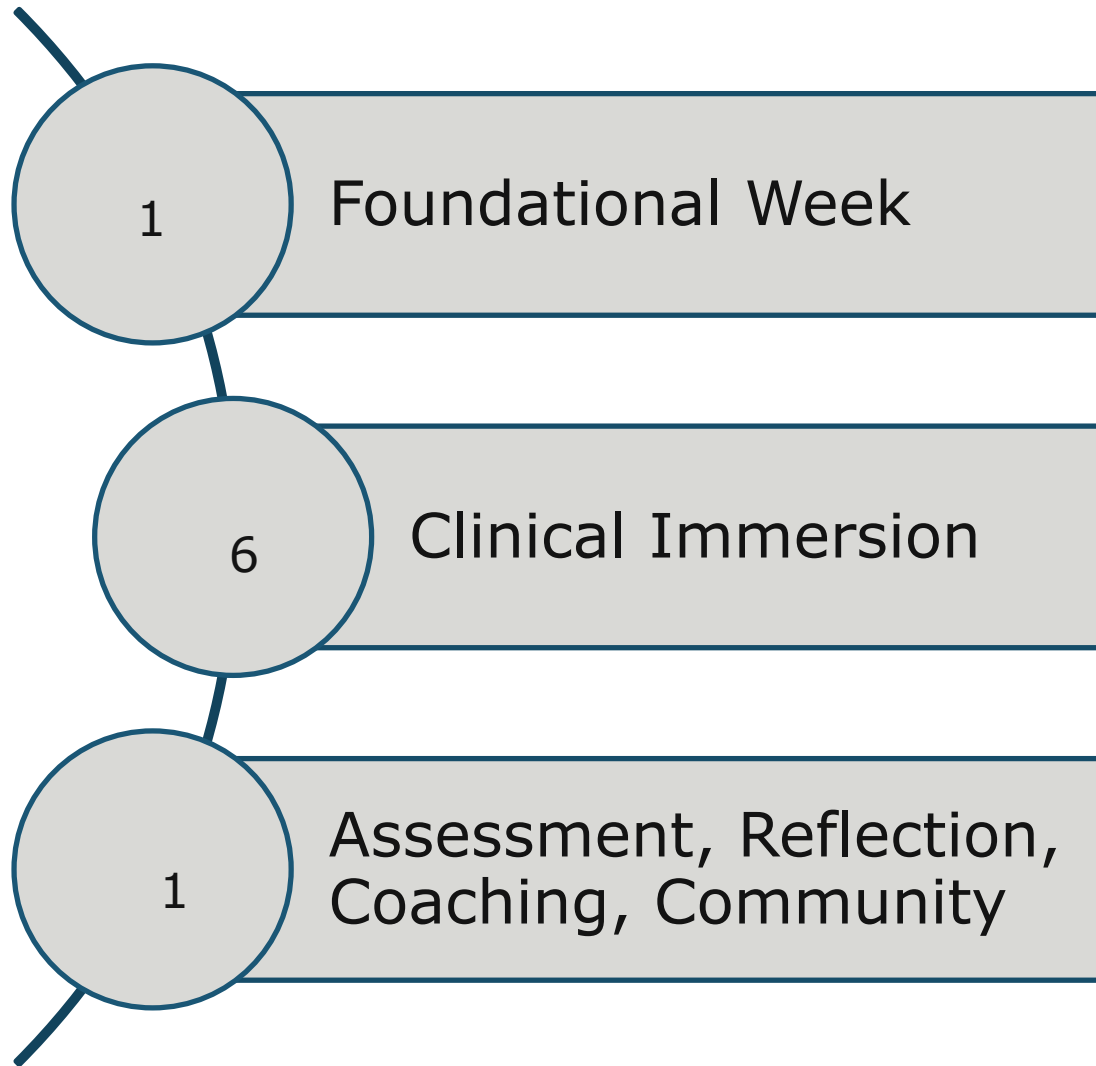 1
Foundational Week
6
Clinical Immersion
1
Assessment, Reflection,
Coaching, Community